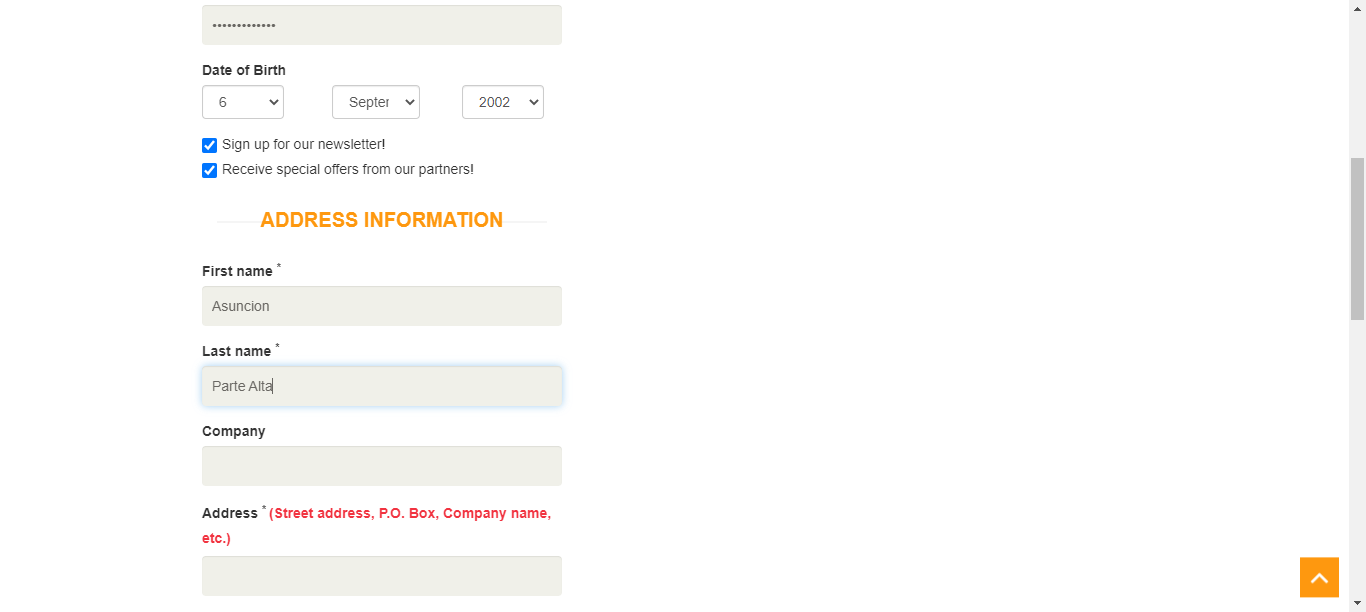 •••••••••••••
Date of Birth
6 Septer 2002
Sign up for our newsletter!
Receive special offers from our partners!
ADDRESS INFORMATION
First name *
Asuncion
Last name *
Parte Alta
Company
Address * (Street address, P.O. Box, Company name,
etc.)